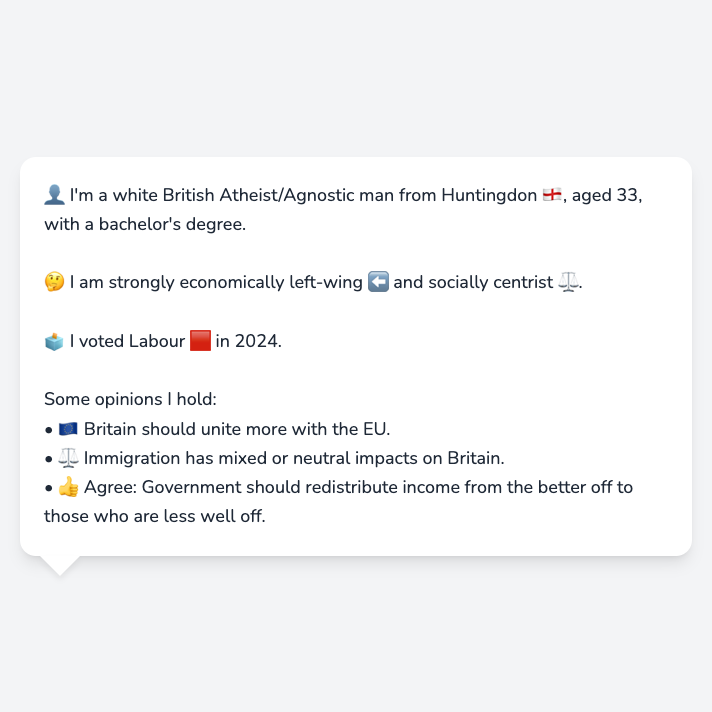 👤 I'm a white British Atheist/Agnostic man from Huntingdon 🏴󠁧󠁢󠁥󠁮󠁧󠁿, aged 33,
with a bachelor's degree.
🤔 I am strongly economically left-wing ⬅️ and socially centrist ⚖️.
🗳️ I voted Labour 🟥 in 2024.
Some opinions I hold:
• 🇪🇺 Britain should unite more with the EU.
• ⚖️ Immigration has mixed or neutral impacts on Britain.
• 👍 Agree: Government should redistribute income from the better off to
those who are less well off.